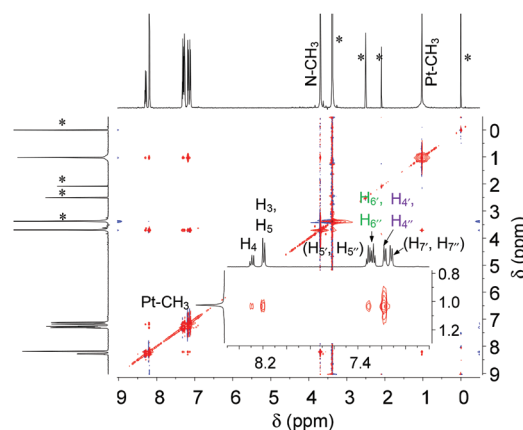 N-CH3
*
*
*
Pt-CH3
*
*
*
*
*
0
1
2
3
4
5
6
7
8
9
H3,
H5
H4
(H5′, H5″)
H6′,
H6″
H4′,
H4″
(H7′, H7″)
Pt-CH3
0.8
1.0
1.2
8.2
7.4
9 8 7 6 5 4 3 2 1 0
δ (ppm)
δ (ppm)